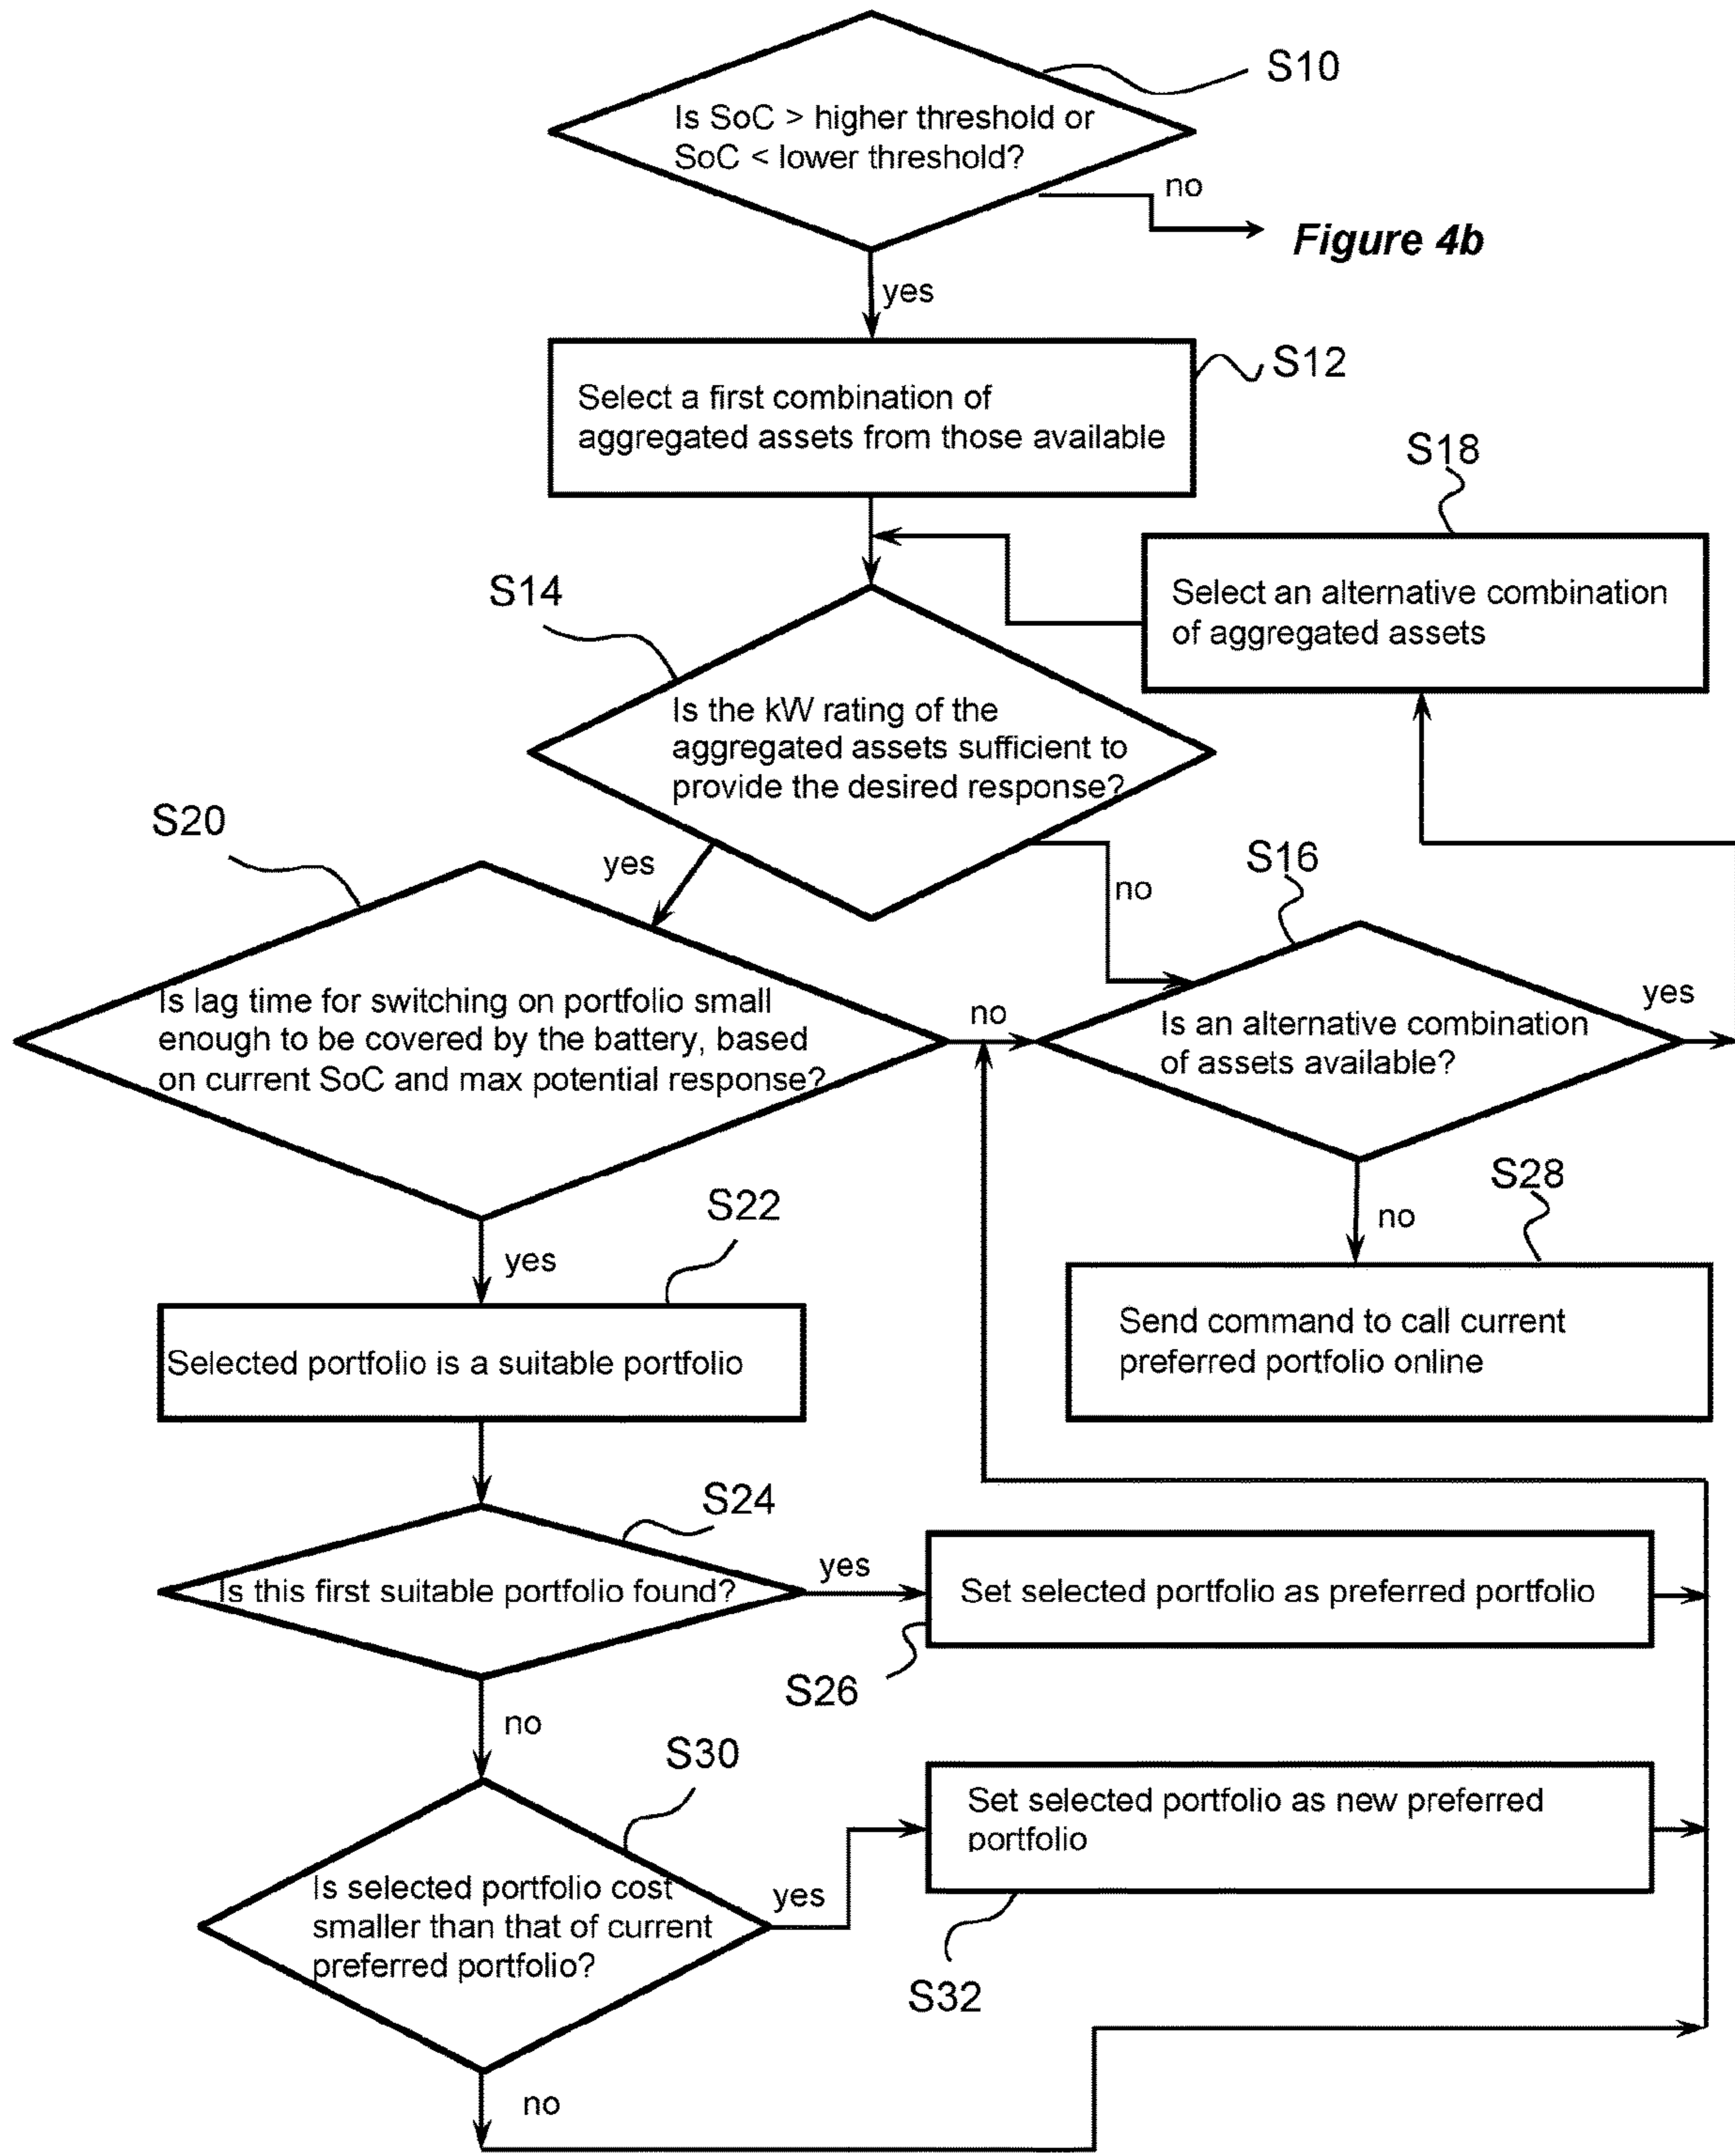 S10
Is SoC > higher threshold or
SoC < lower threshold?
no
Figure 4b
yes
S12
Select a first combination of
aggregated assets from those available
S18
Select an alternative combination
of aggregated assets
S14
Is the kW rating of the
aggregated assets sufficient to
provide the desired response?
S20
yes
no
S16
Is lag time for switching on portfolio small
enough to be covered by the battery, based
on current SoC and max potential response?
no
Is an alternative combination
of assets available?
yes
no
S28
Send command to call current
preferred portfolio online
yes
S22
Selected portfolio is a suitable portfolio
S24
Is this first suitable portfolio found?
yes
Set selected portfolio as preferred portfolio
S26
no
S30
Is selected portfolio cost
smaller than that of current
preferred portfolio?
yes
Set selected portfolio as new preferred
portfolio
S32
no